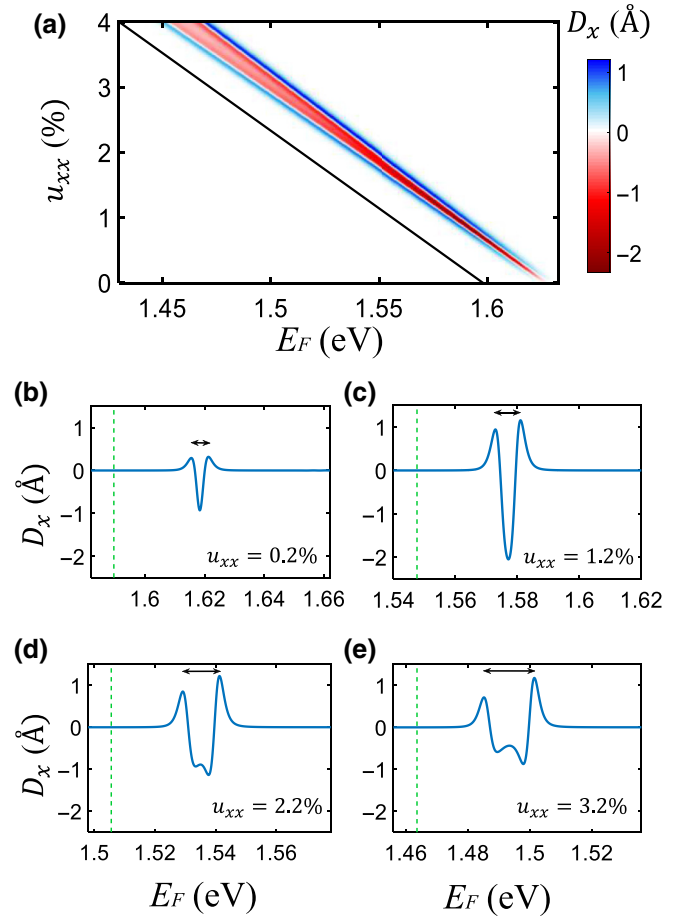 (a)
D_x (Å)
4
3
2
1
0
u_xx (%)
1.45
1.5
1.55
1.6
E_F (eV)
1
0
−1
−2
(b)
1
0
−1
−2
D_x (Å)
u_xx = 0.2%
1.6
1.62
1.64
1.66
(c)
1
0
−1
−2
u_xx = 1.2%
1.54
1.56
1.58
1.6
1.62
(d)
1
0
−1
−2
D_x (Å)
u_xx = 2.2%
1.5
1.52
1.54
1.56
E_F (eV)
(e)
1
0
−1
−2
u_xx = 3.2%
1.46
1.48
1.5
1.52
E_F (eV)